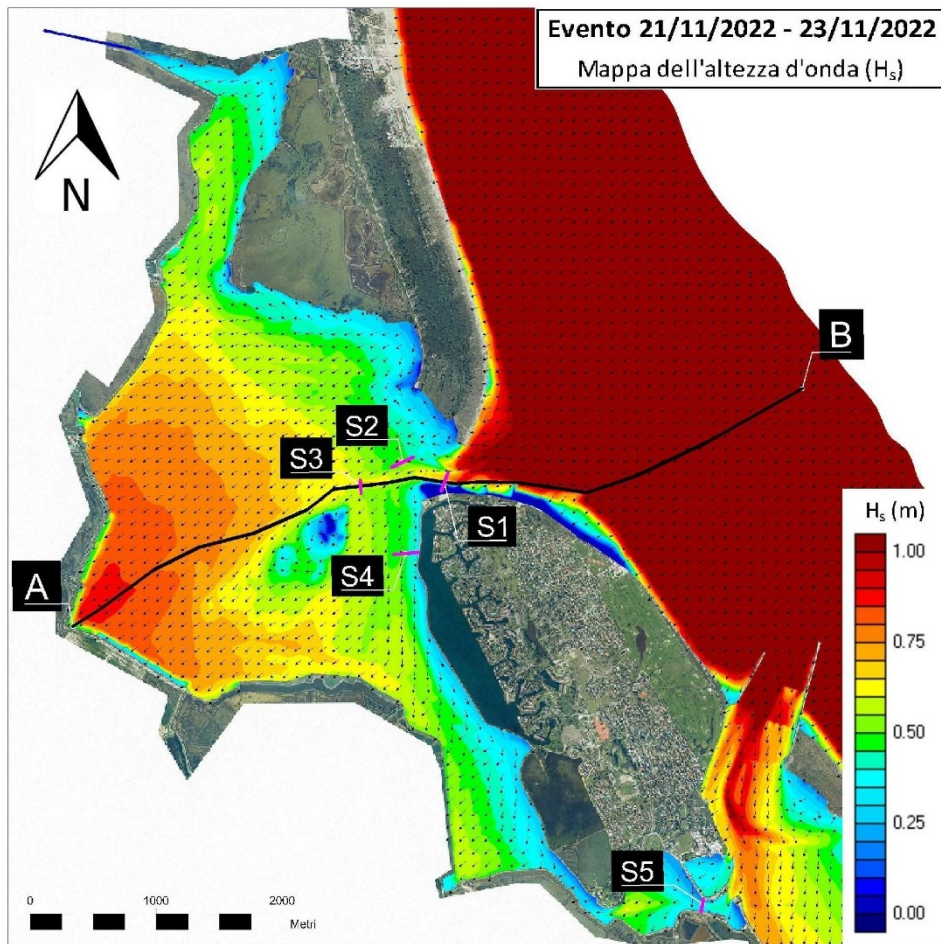 Evento 21/11/2022 - 23/11/2022
Mappa dell'altezza d'onda (Hs)
N
B
S2
S3
S1
S4
A
Hs (m)
1.00
0.75
0.50
0.25
0.00
S5
0 1000 2000
Metri